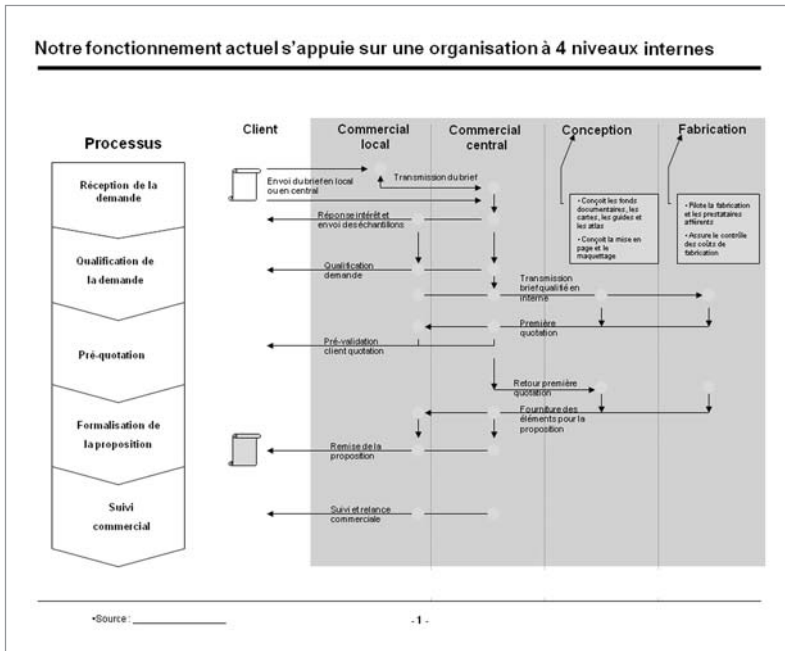 Notre fonctionnement actuel s'appuie sur une organisation à 4 niveaux internes
Processus
Client
Commercial
local
Commercial
central
Conception
Fabrication
Réception de la
demande
Envoi du brief en local
ou en central
Transmission du brief
• Conçoit les fonds
documentaires, les
cartes, les guides et
les atlas
• Conçoit la mise en
page et le
maquettage
• Pilote la fabrication
et les prestataires
afférents
• Assure le contrôle
des coûts de
fabrication
Réponse intérêt et
envoi des échantillons
Qualification de
la demande
Qualification
demande
Transmission
brief qualifié en
interne
Première
quotation
Pré-quotation
Pré-validation
client quotation
Retour première
quotation
Formalisation de
la proposition
Fourniture des
éléments pour la
proposition
Remise de la
proposition
Suivi
commercial
Suivi et relance
commerciale
•Source :
- 1 -